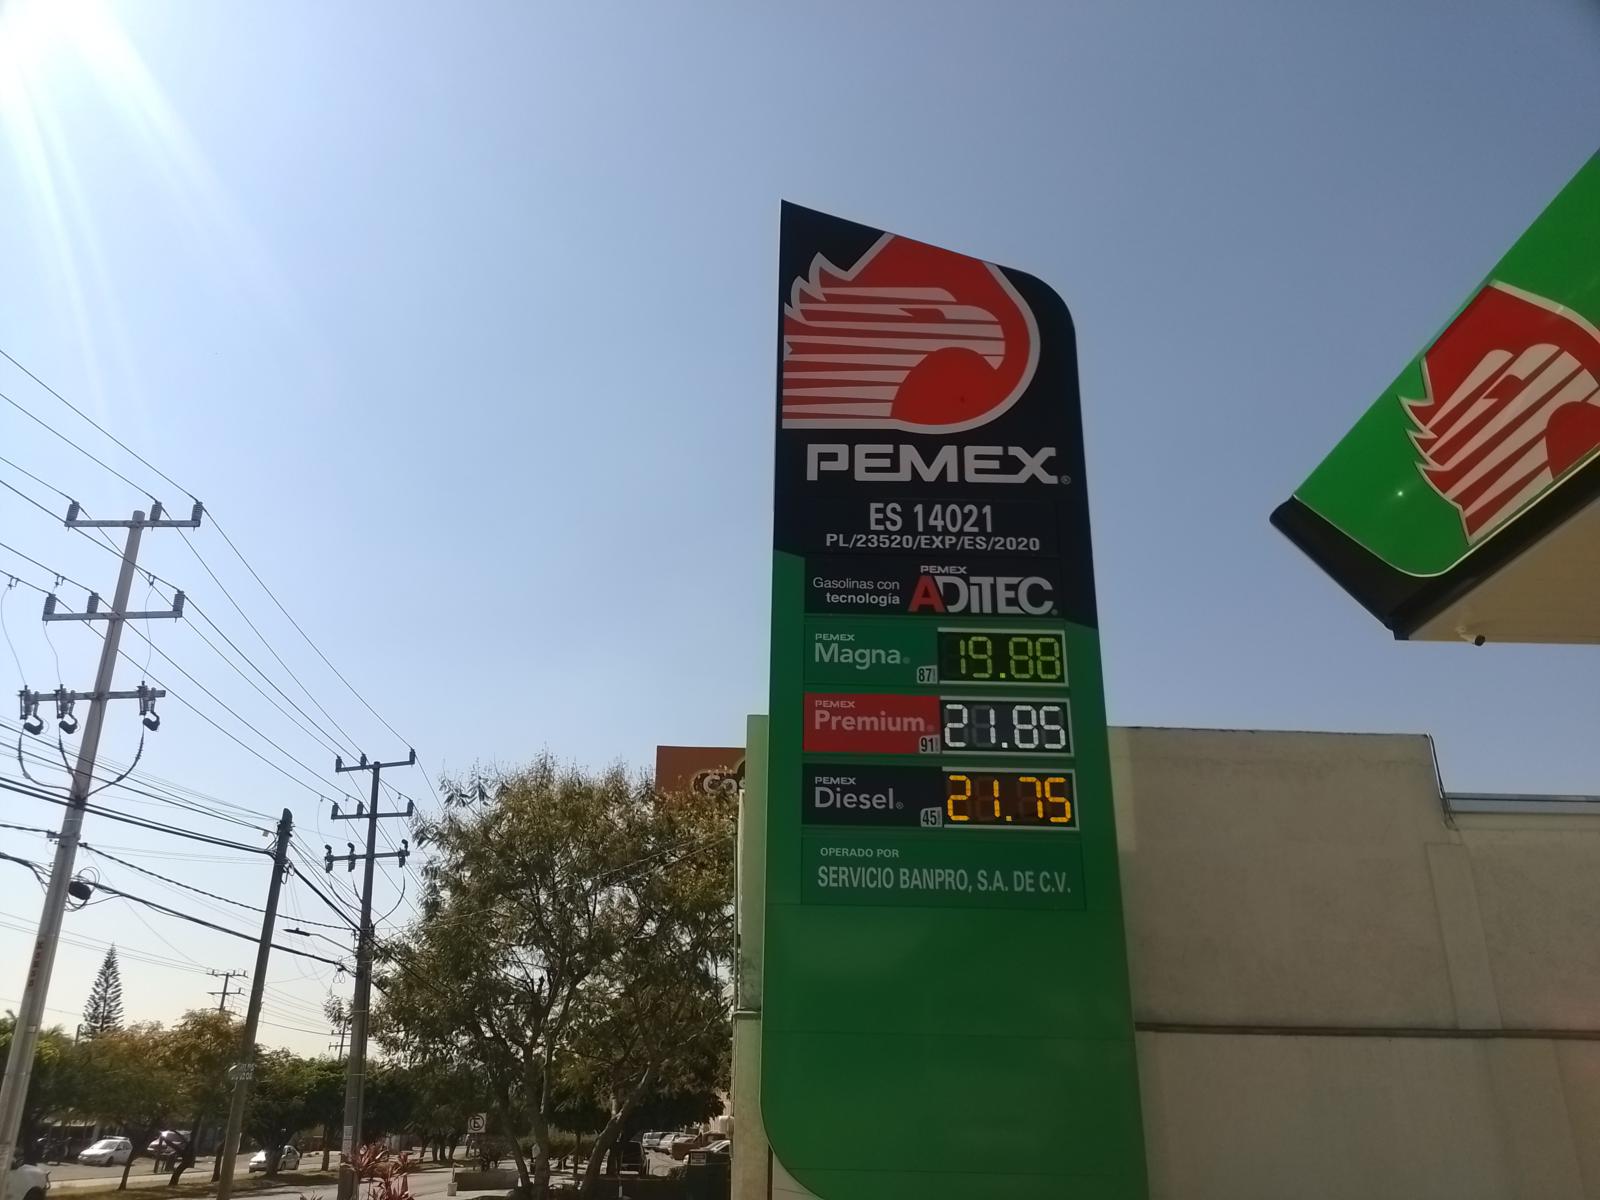 PEMEX®
ES 14021
PL/23520/EXP/ES/2020
Gasolinas con
tecnología
PEMEX
ADiTEC®
PEMEX
Magna®
87
19.88
PEMEX
Premium®
91
21.85
PEMEX
Diesel®
45
21.75
OPERADO POR
SERVICIO BANPRO, S.A. DE C.V.